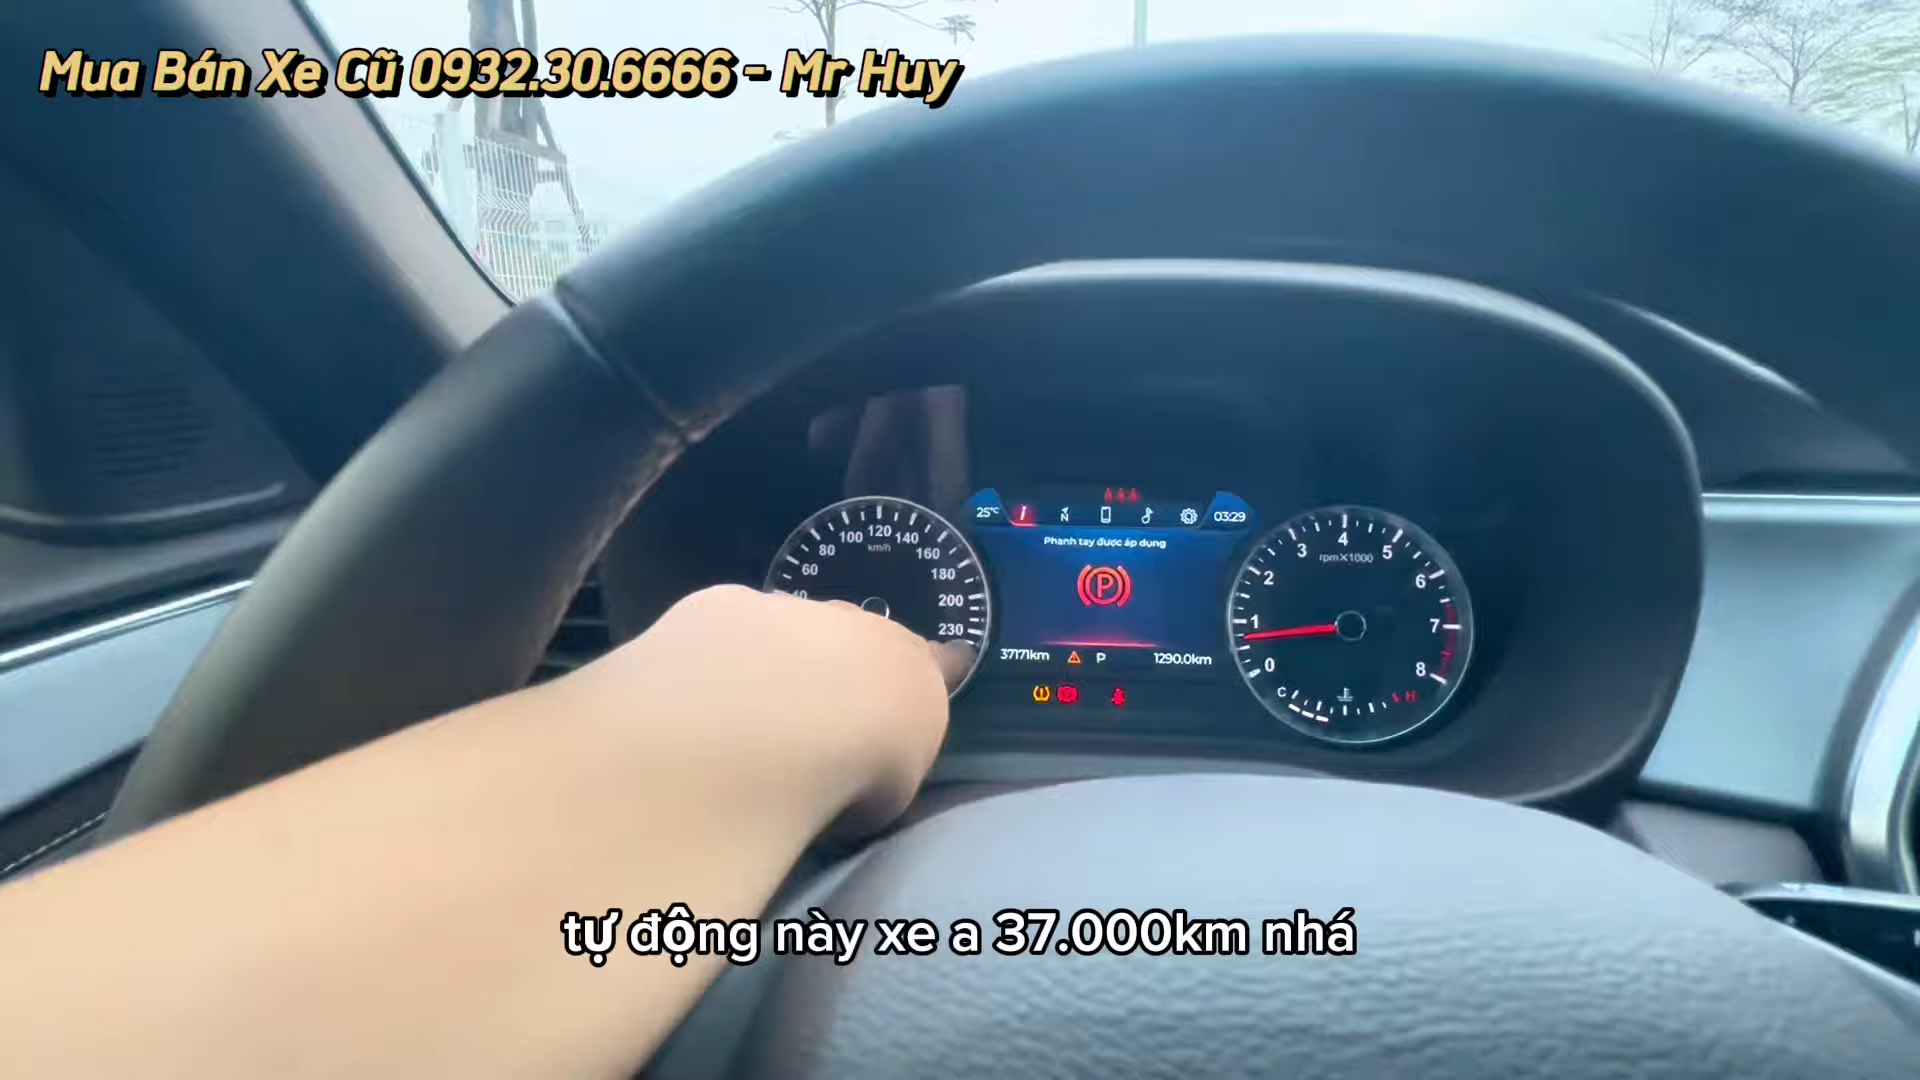 Mua Bán Xe Cũ 0932.30.6666 - Mr Huy
25°C
N
03:29
Phanh tay được áp dụng
P
37171km P 1290.0km
60 80 100 120 140 160 180 200 230
km/h
0 1 2 3 4 5 6 7 8
rpm X1000
C H
tự động này xe a 37.000km nhá